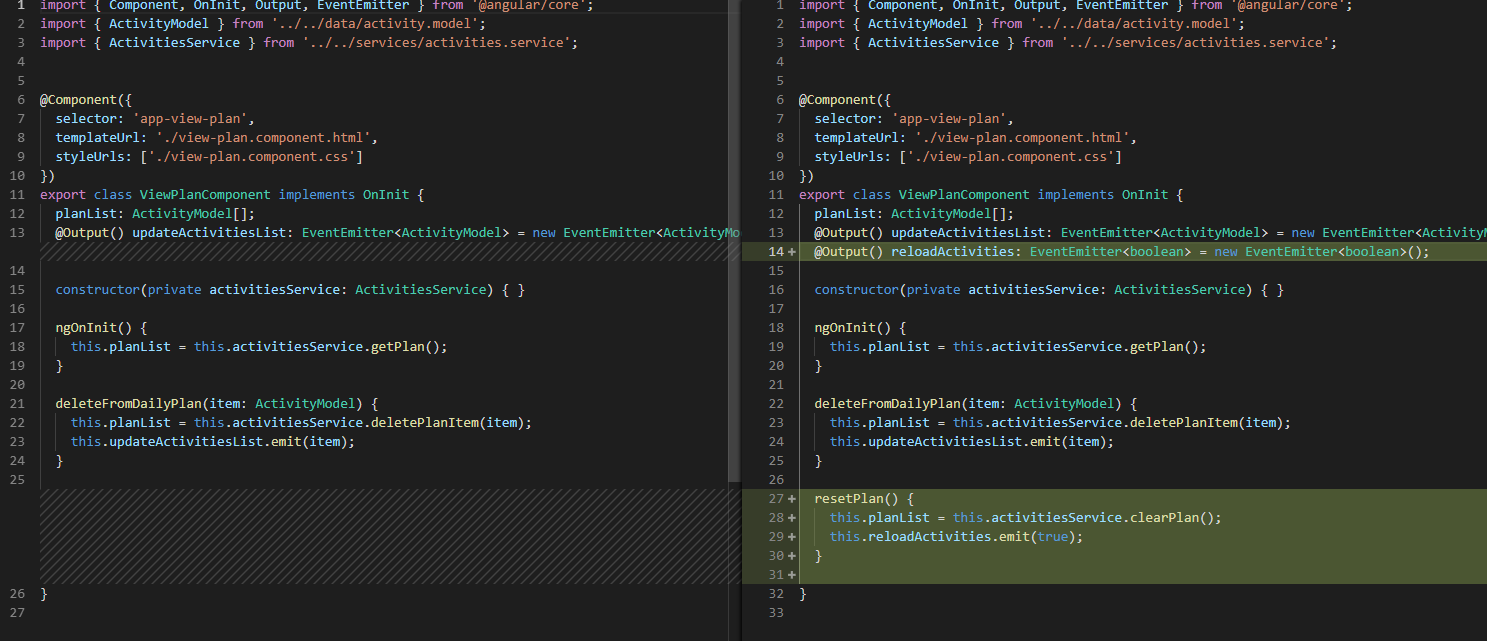 1 import { Component, OnInit, Output, EventEmitter } from '@angular/core';
2 import { ActivityModel } from '../../data/activity.model';
3 import { ActivitiesService } from '../../services/activities.service';
4
5
6 @Component({
7 selector: 'app-view-plan',
8 templateUrl: './view-plan.component.html',
9 styleUrls: ['./view-plan.component.css']
10 })
11 export class ViewPlanComponent implements OnInit {
12 planList: ActivityModel[];
13 @Output() updateActivitiesList: EventEmitter<ActivityModel> = new EventEmitter<ActivityMo
14
15 constructor(private activitiesService: ActivitiesService) { }
16
17 ngOnInit() {
18 this.planList = this.activitiesService.getPlan();
19 }
20
21 deleteFromDailyPlan(item: ActivityModel) {
22 this.planList = this.activitiesService.deletePlanItem(item);
23 this.updateActivitiesList.emit(item);
24 }
25
26 }
27
1 import { Component, OnInit, Output, EventEmitter } from '@angular/core';
2 import { ActivityModel } from '../../data/activity.model';
3 import { ActivitiesService } from '../../services/activities.service';
4
5
6 @Component({
7 selector: 'app-view-plan',
8 templateUrl: './view-plan.component.html',
9 styleUrls: ['./view-plan.component.css']
10 })
11 export class ViewPlanComponent implements OnInit {
12 planList: ActivityModel[];
13 @Output() updateActivitiesList: EventEmitter<ActivityModel> = new EventEmitter<Activity
14 + @Output() reloadActivities: EventEmitter<boolean> = new EventEmitter<boolean>();
15
16 constructor(private activitiesService: ActivitiesService) { }
17
18 ngOnInit() {
19 this.planList = this.activitiesService.getPlan();
20 }
21
22 deleteFromDailyPlan(item: ActivityModel) {
23 this.planList = this.activitiesService.deletePlanItem(item);
24 this.updateActivitiesList.emit(item);
25 }
26
27 + resetPlan() {
28 + this.planList = this.activitiesService.clearPlan();
29 + this.reloadActivities.emit(true);
30 + }
31 +
32 }
33